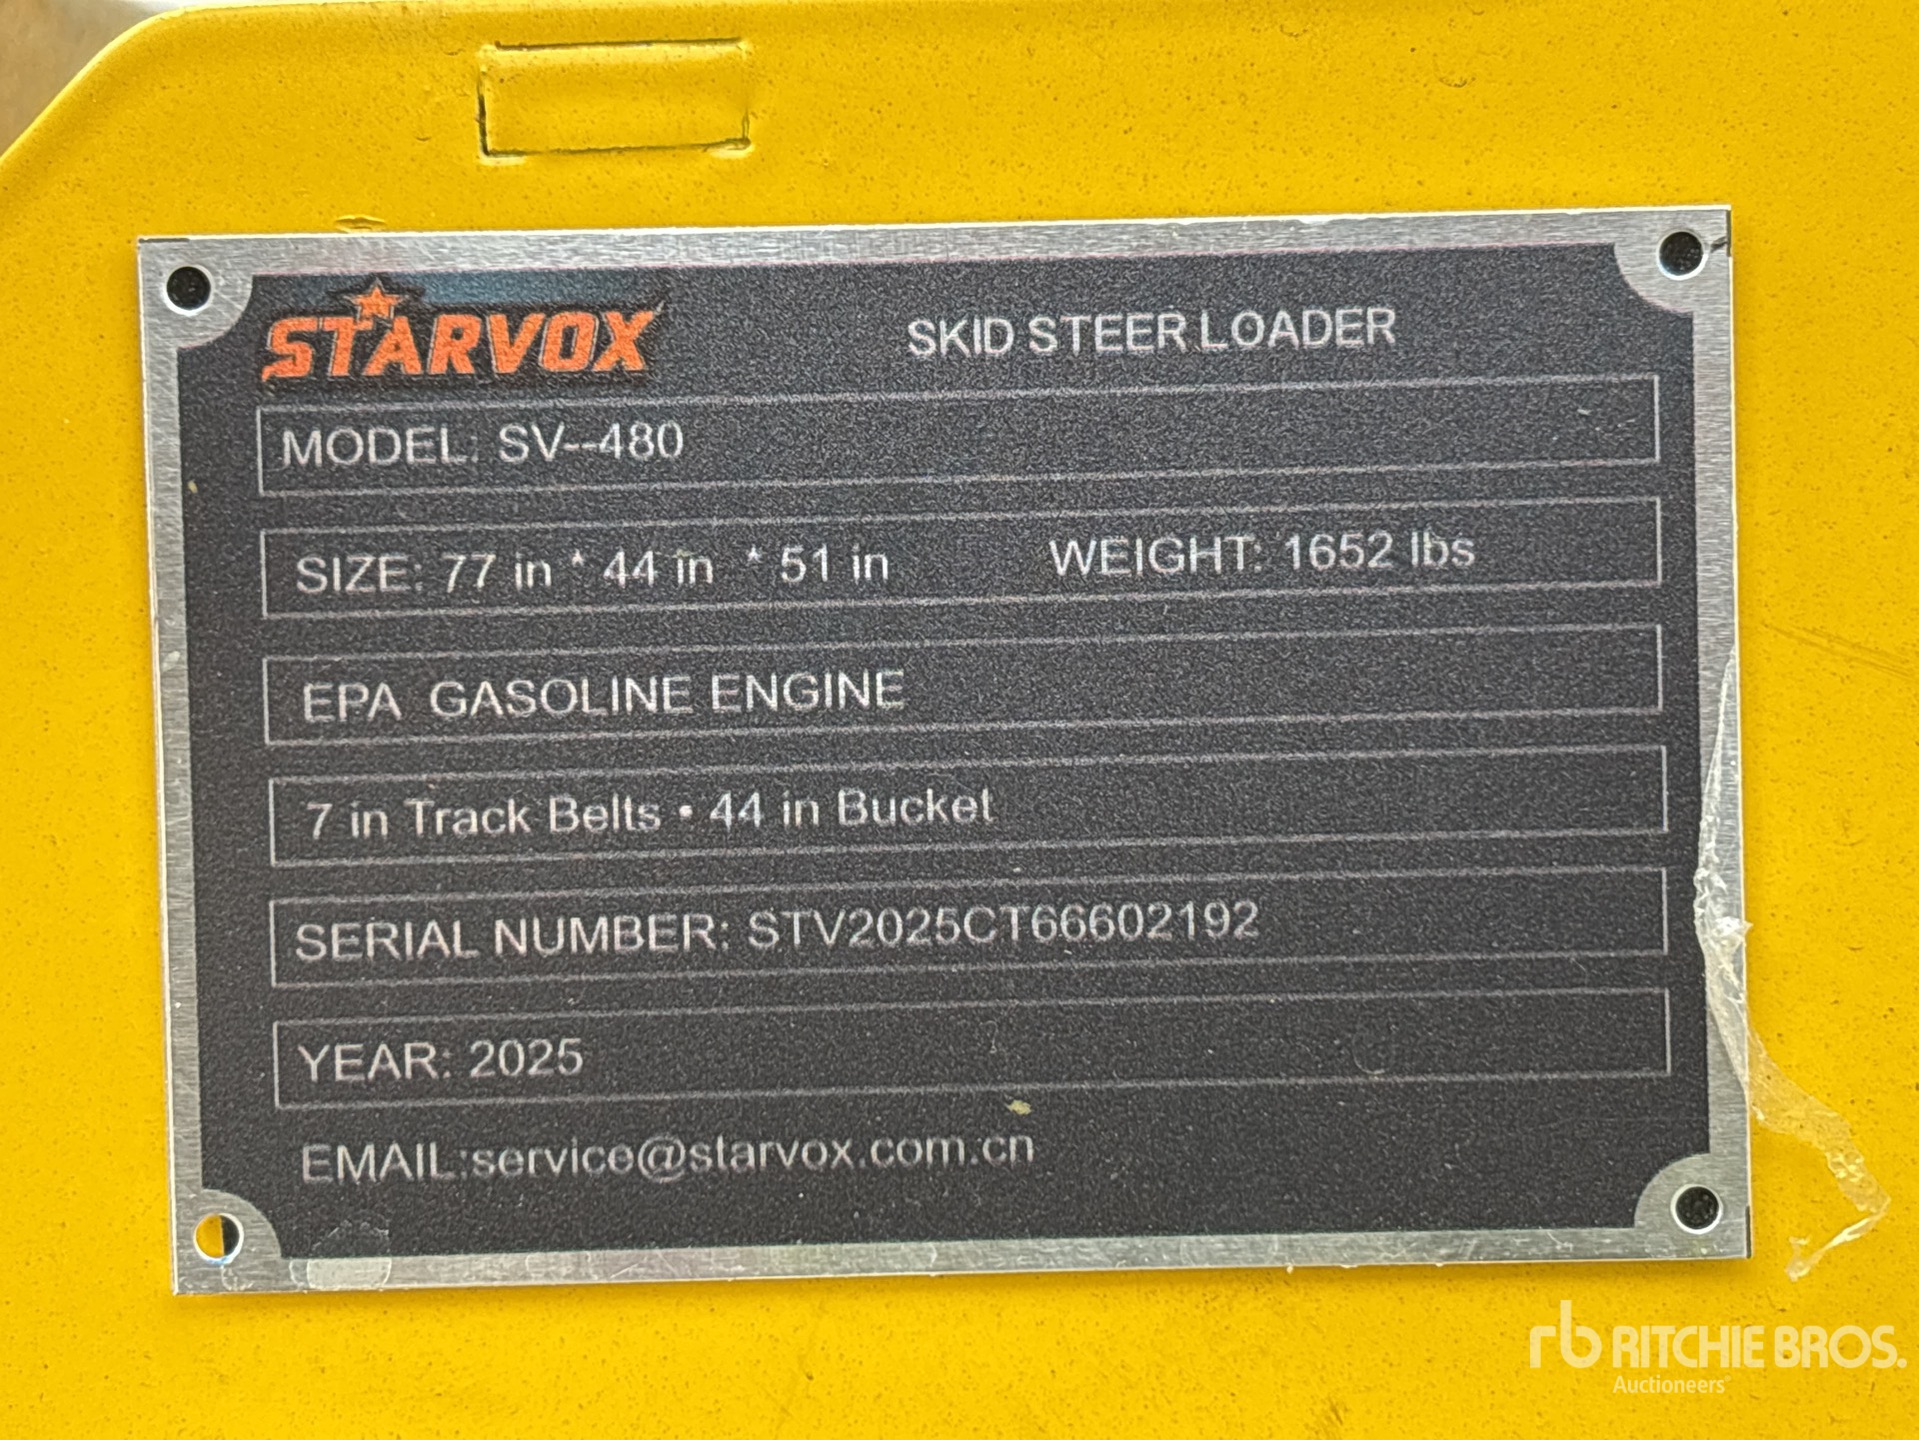 STARVOX
SKID STEER LOADER
MODEL: SV--480
SIZE: 77 in * 44 in * 51 in WEIGHT: 1652 lbs
EPA GASOLINE ENGINE
7 in Track Belts • 44 in Bucket
SERIAL NUMBER: STV2025CT66602192
YEAR: 2025
EMAIL:service@starvox.com.cn
rb RITCHIE BROS.
Auctioneers